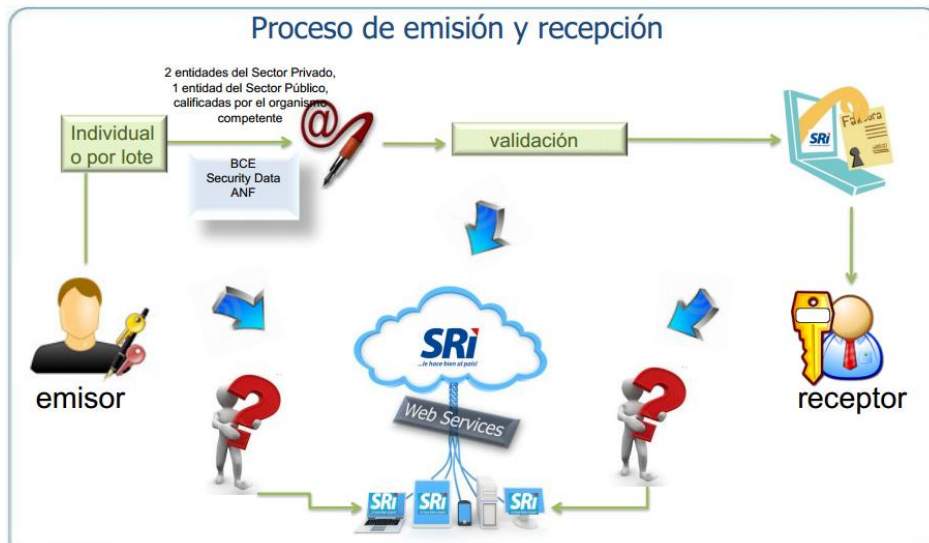 Proceso de emisión y recepción
2 entidades del Sector Privado,
1 entidad del Sector Público,
calificadas por el organismo
competente
Individual
o por lote
BCE
Security Data
ANF
@
validación
SRi
Factura
SRi
...le hace bien al país!
Web Services
emisor
receptor
SRi
SRi
SRi